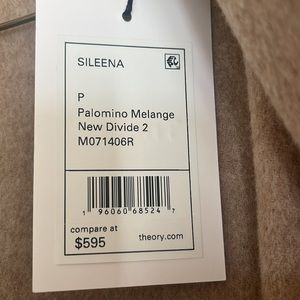 SILEENA
P
Palomino Melange
New Divide 2
M071406R
1 96060 68524 7
compare at
$595 theory.com